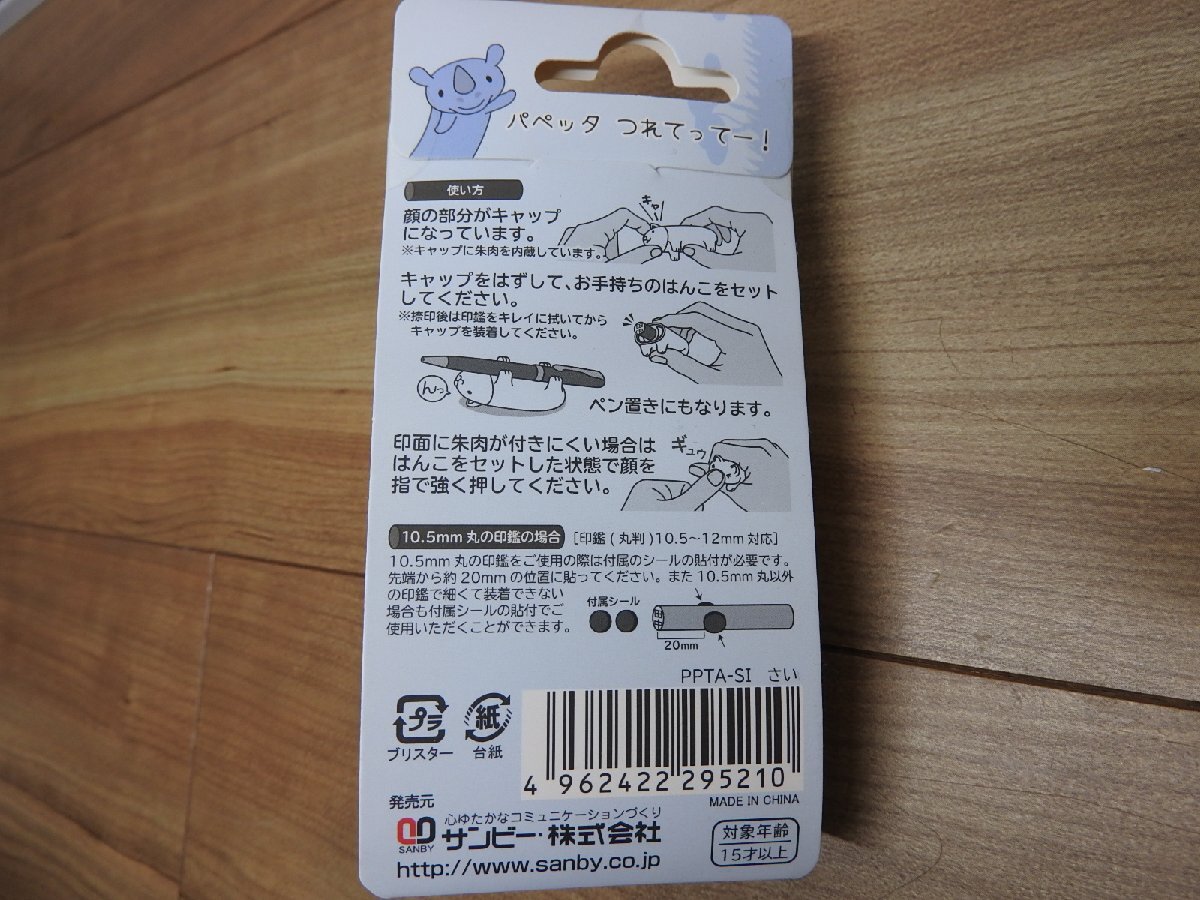 パペッタ つれてってー!
使い方
顔の部分がキャップ
になっています。
※キャップに朱肉を内蔵しています。
キャッ
キャップをはずして、お手持ちのはんこをセット
してください。
※捺印後は印鑑をキレイに拭いてから
キャップを装着してください。
んっ
ペン置きにもなります。
印面に朱肉が付きにくい場合は
はんこをセットした状態で顔を
指で強く押してください。
ギュウ
10.5mm 丸の印鑑の場合 [印鑑(丸判)10.5~12mm対応]
10.5mm 丸の印鑑をご使用の際は付属のシールの貼付が必要です。
先端から約20mmの位置に貼ってください。また10.5mm丸以外
の印鑑で細くて装着できない
場合も付属シールの貼付でご
使用いただくことができます。
付属シール
20mm
PPTA-SI さい
プラ
ブリスター
紙
台紙
4 962422 295210
MADE IN CHINA
発売元
心ゆたかなコミュニケーションづくり
SANBY
サンビー・株式会社
http://www.sanby.co.jp
対象年齢
15才以上